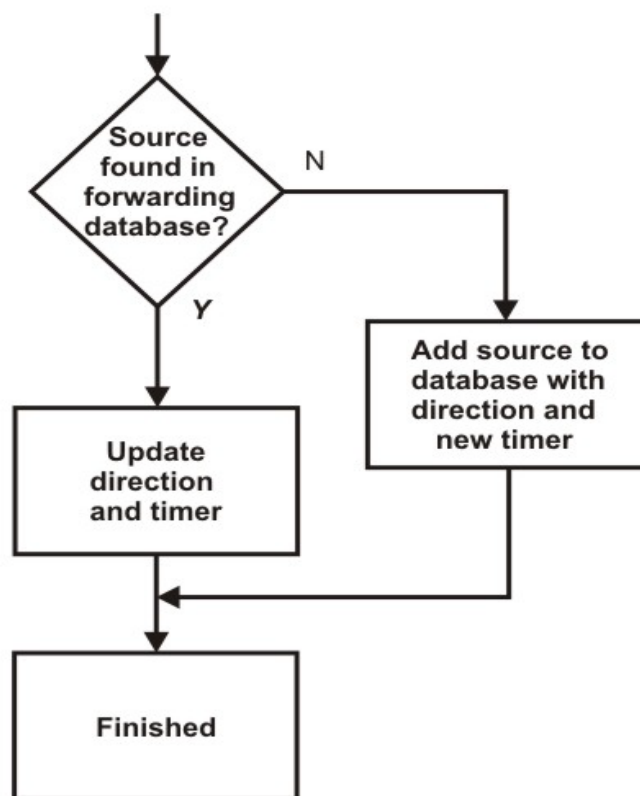 Source
found in
forwarding
database?
N
Y
Add source to
database with
direction and
new timer
Update
direction
and timer
Finished